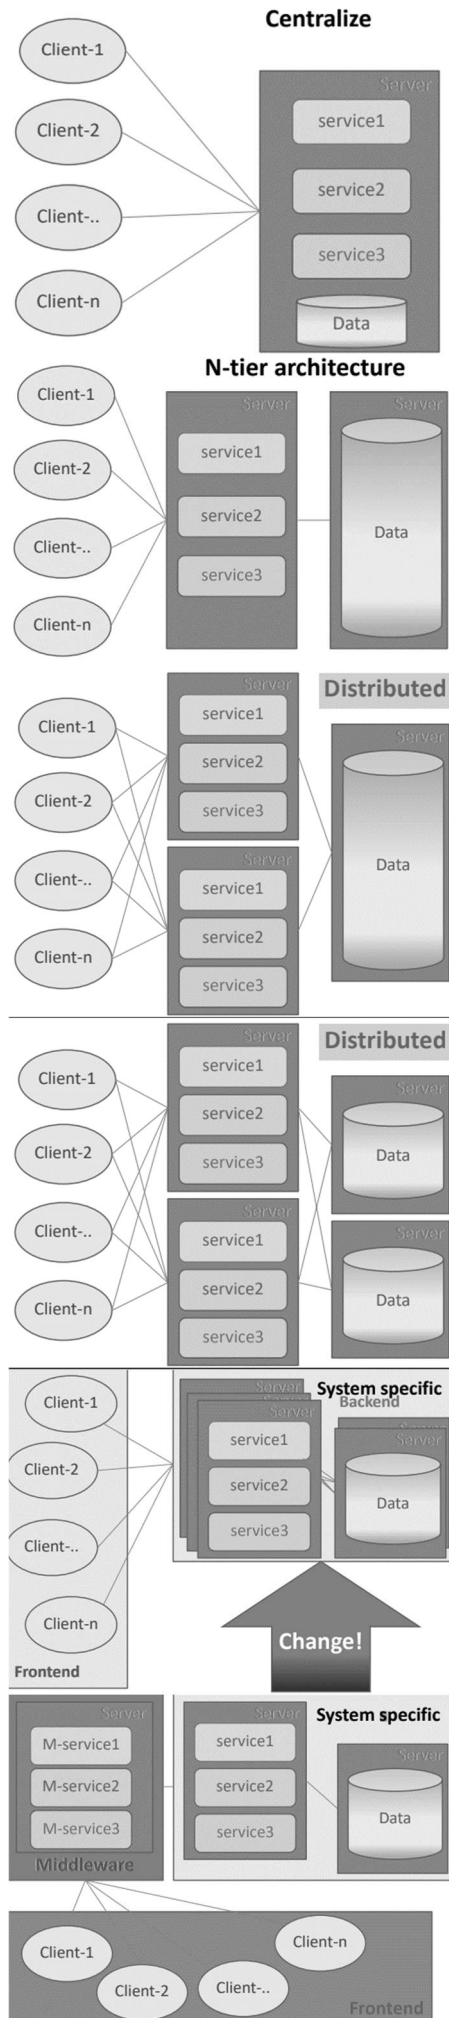 Centralize
Client-1
Client-2
Client-..
Client-n
Server
service1
service2
service3
Data
N-tier architecture
Client-1
Client-2
Client-..
Client-n
Server
service1
service2
service3
Server
Data
Distributed
Client-1
Client-2
Client-..
Client-n
Server
service1
service2
service3
Server
service1
service2
service3
Server
Data
Distributed
Client-1
Client-2
Client-..
Client-n
Server
service1
service2
service3
Server
service1
service2
service3
Server
Data
Server
Data
System specific
Backend
Client-1
Client-2
Client-..
Client-n
Frontend
Server
Server
service1
service2
service3
Server
Data
Change!
System specific
Server
M-service1
M-service2
M-service3
Middleware
Server
service1
service2
service3
Server
Data
Client-1
Client-2
Client-..
Client-n
Frontend